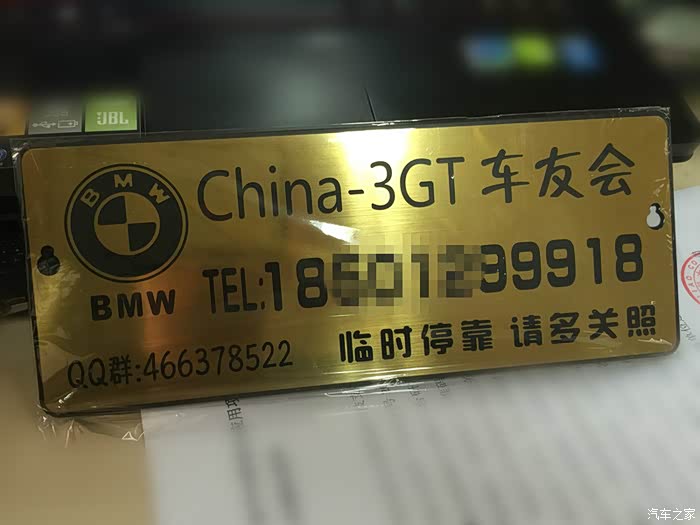 JBL
BMW
China-3GT 车友会
BMW
TEL:18 99918
QQ群:466378522
临时停靠 请多关照
汽车之家